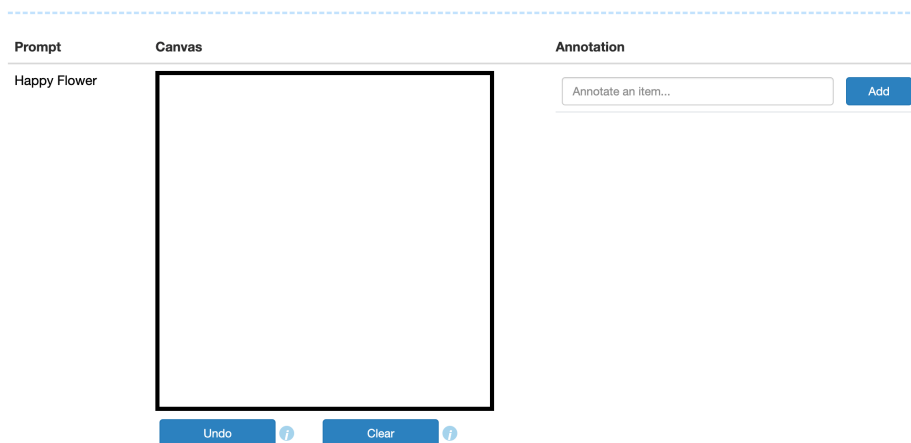 Prompt Canvas Annotation
Happy Flower Annotate an item... Add
Undo i Clear i